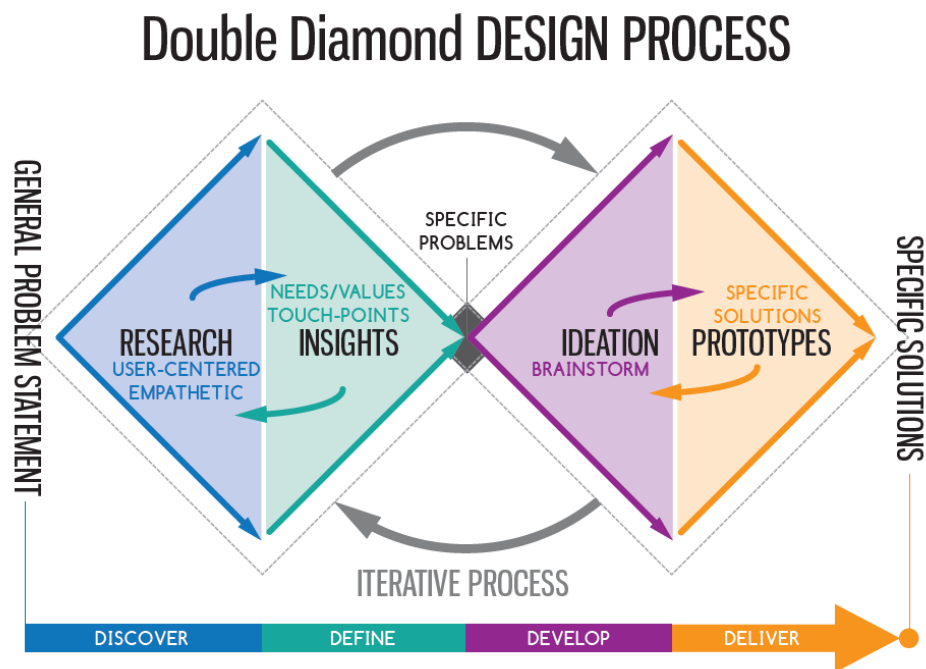 Double Diamond DESIGN PROCESS
GENERAL PROBLEM STATEMENT
SPECIFIC
PROBLEMS
NEEDS/VALUES
TOUCH-POINTS
RESEARCH
INSIGHTS
USER-CENTERED
EMPATHETIC
IDEATION
BRAINSTORM
SPECIFIC
SOLUTIONS
PROTOTYPES
SPECIFIC SOLUTIONS
ITERATIVE PROCESS
DISCOVER
DEFINE
DEVELOP
DELIVER